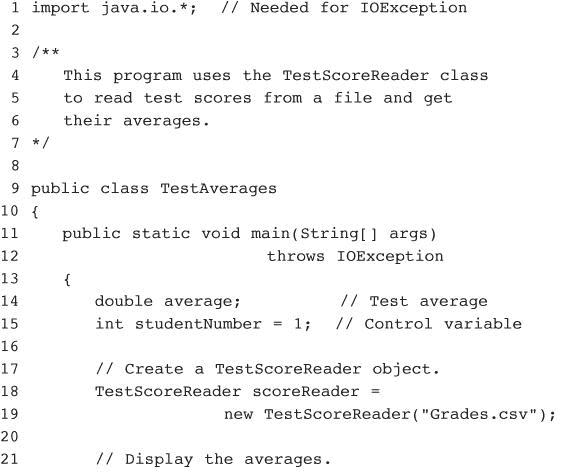 1 import java.io.*;  // Needed for IOException
2
3 /**
4    This program uses the TestScoreReader class
5    to read test scores from a file and get
6    their averages.
7 */
8
9 public class TestAverages
10 {
11    public static void main(String[] args)
12                       throws IOException
13    {
14       double average;          // Test average
15       int studentNumber = 1;   // Control variable
16
17       // Create a TestScoreReader object.
18       TestScoreReader scoreReader =
19                   new TestScoreReader("Grades.csv");
20
21       // Display the averages.